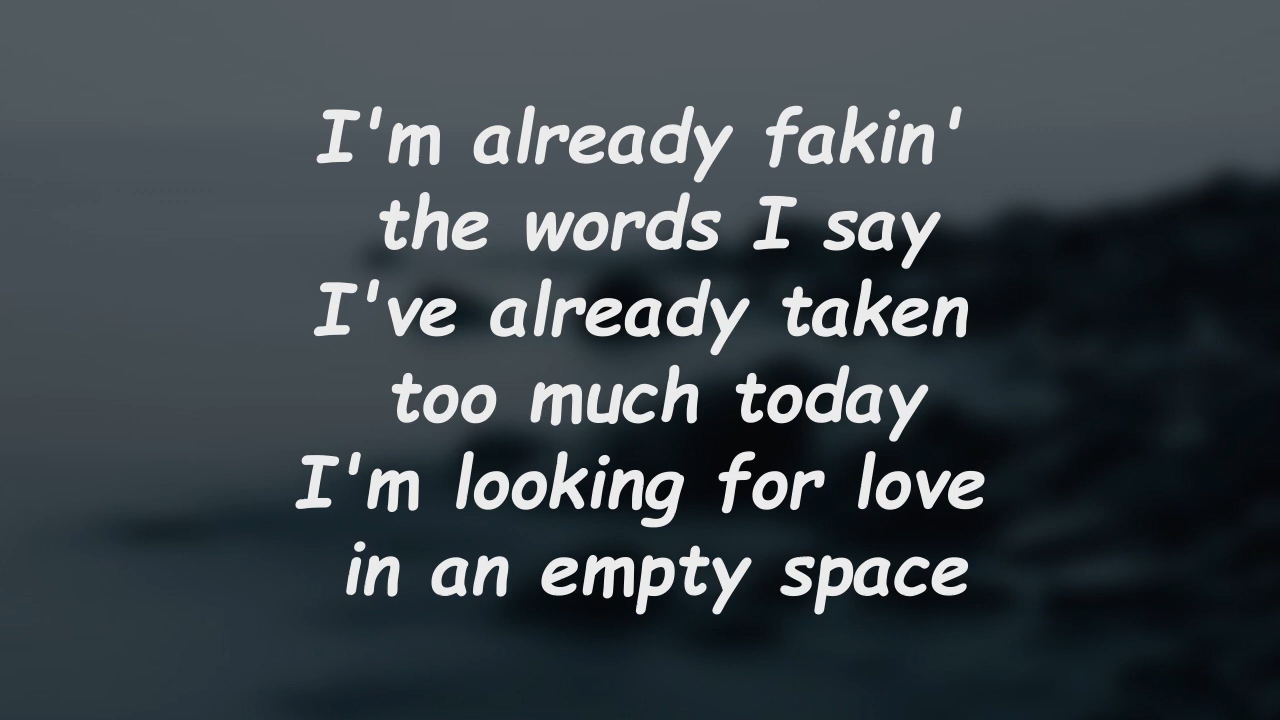 I'm already fakin'
the words I say
I've already taken
too much today
I'm looking for love
in an empty space